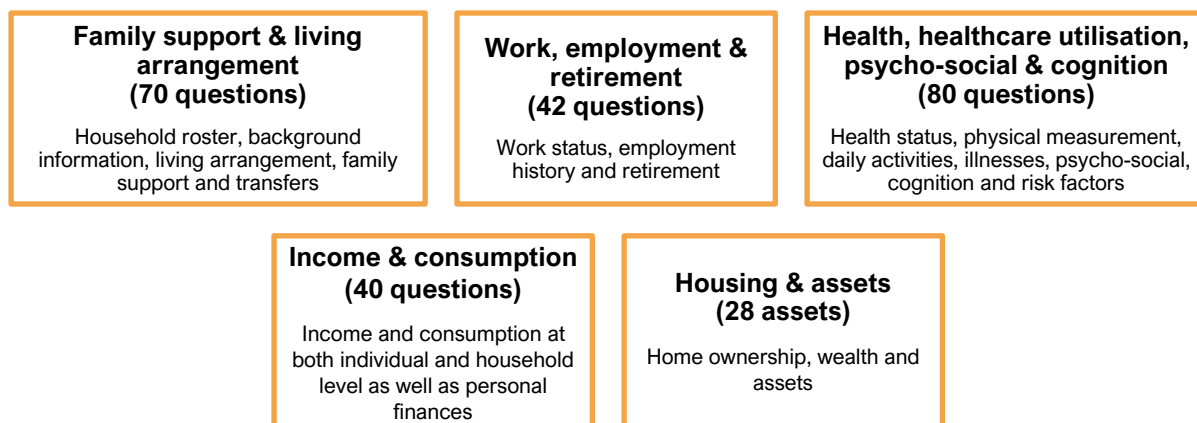 Family support & living
arrangement
(70 questions)
Household roster, background
information, living arrangement, family
support and transfers
Work, employment &
retirement
(42 questions)
Work status, employment
history and retirement
Health, healthcare utilisation,
psycho-social & cognition
(80 questions)
Health status, physical measurement,
daily activities, illnesses, psycho-social,
cognition and risk factors
Income & consumption
(40 questions)
Income and consumption at
both individual and household
level as well as personal
finances
Housing & assets
(28 assets)
Home ownership, wealth and
assets